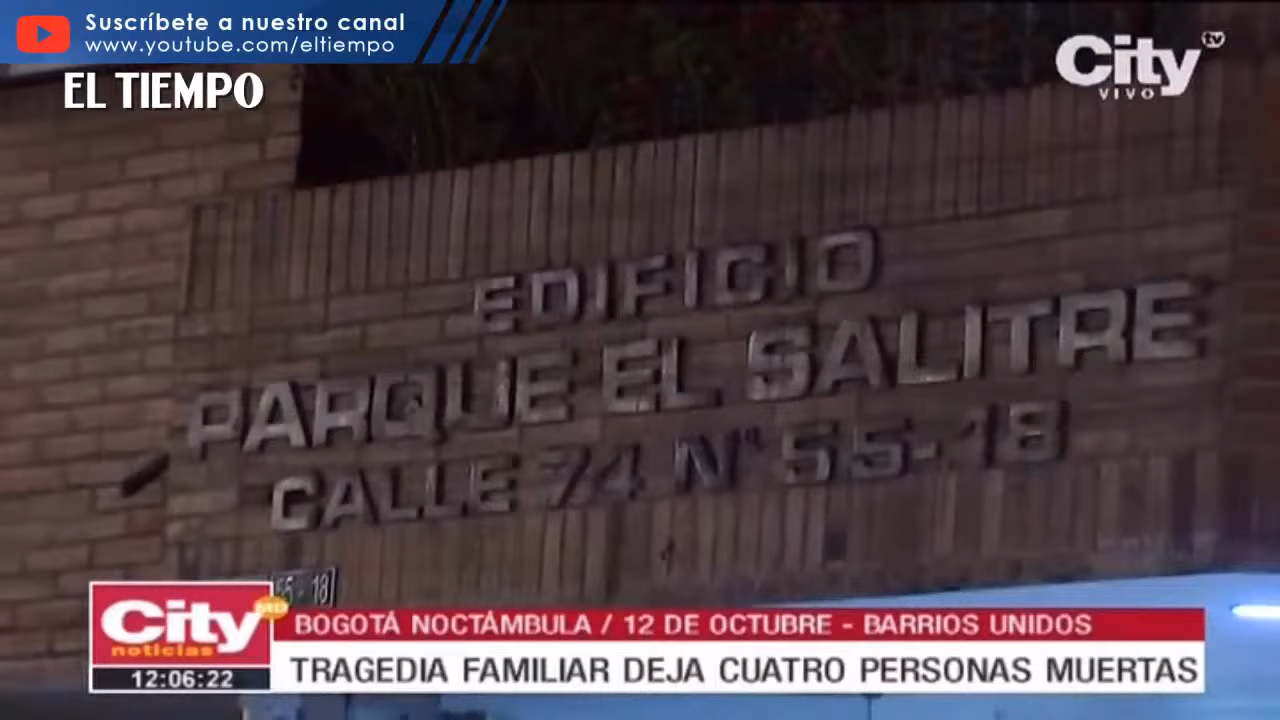 Suscríbete a nuestro canal
www.youtube.com/eltiempo
EL TIEMPO
City tv
VIVO
EDIFICIO
PARQUE EL SALITRE
CALLE 74 N° 55-18
55-18
City MD
noticias
12:06:22
BOGOTÁ NOCTÁMBULA / 12 DE OCTUBRE - BARRIOS UNIDOS
TRAGEDIA FAMILIAR DEJA CUATRO PERSONAS MUERTAS